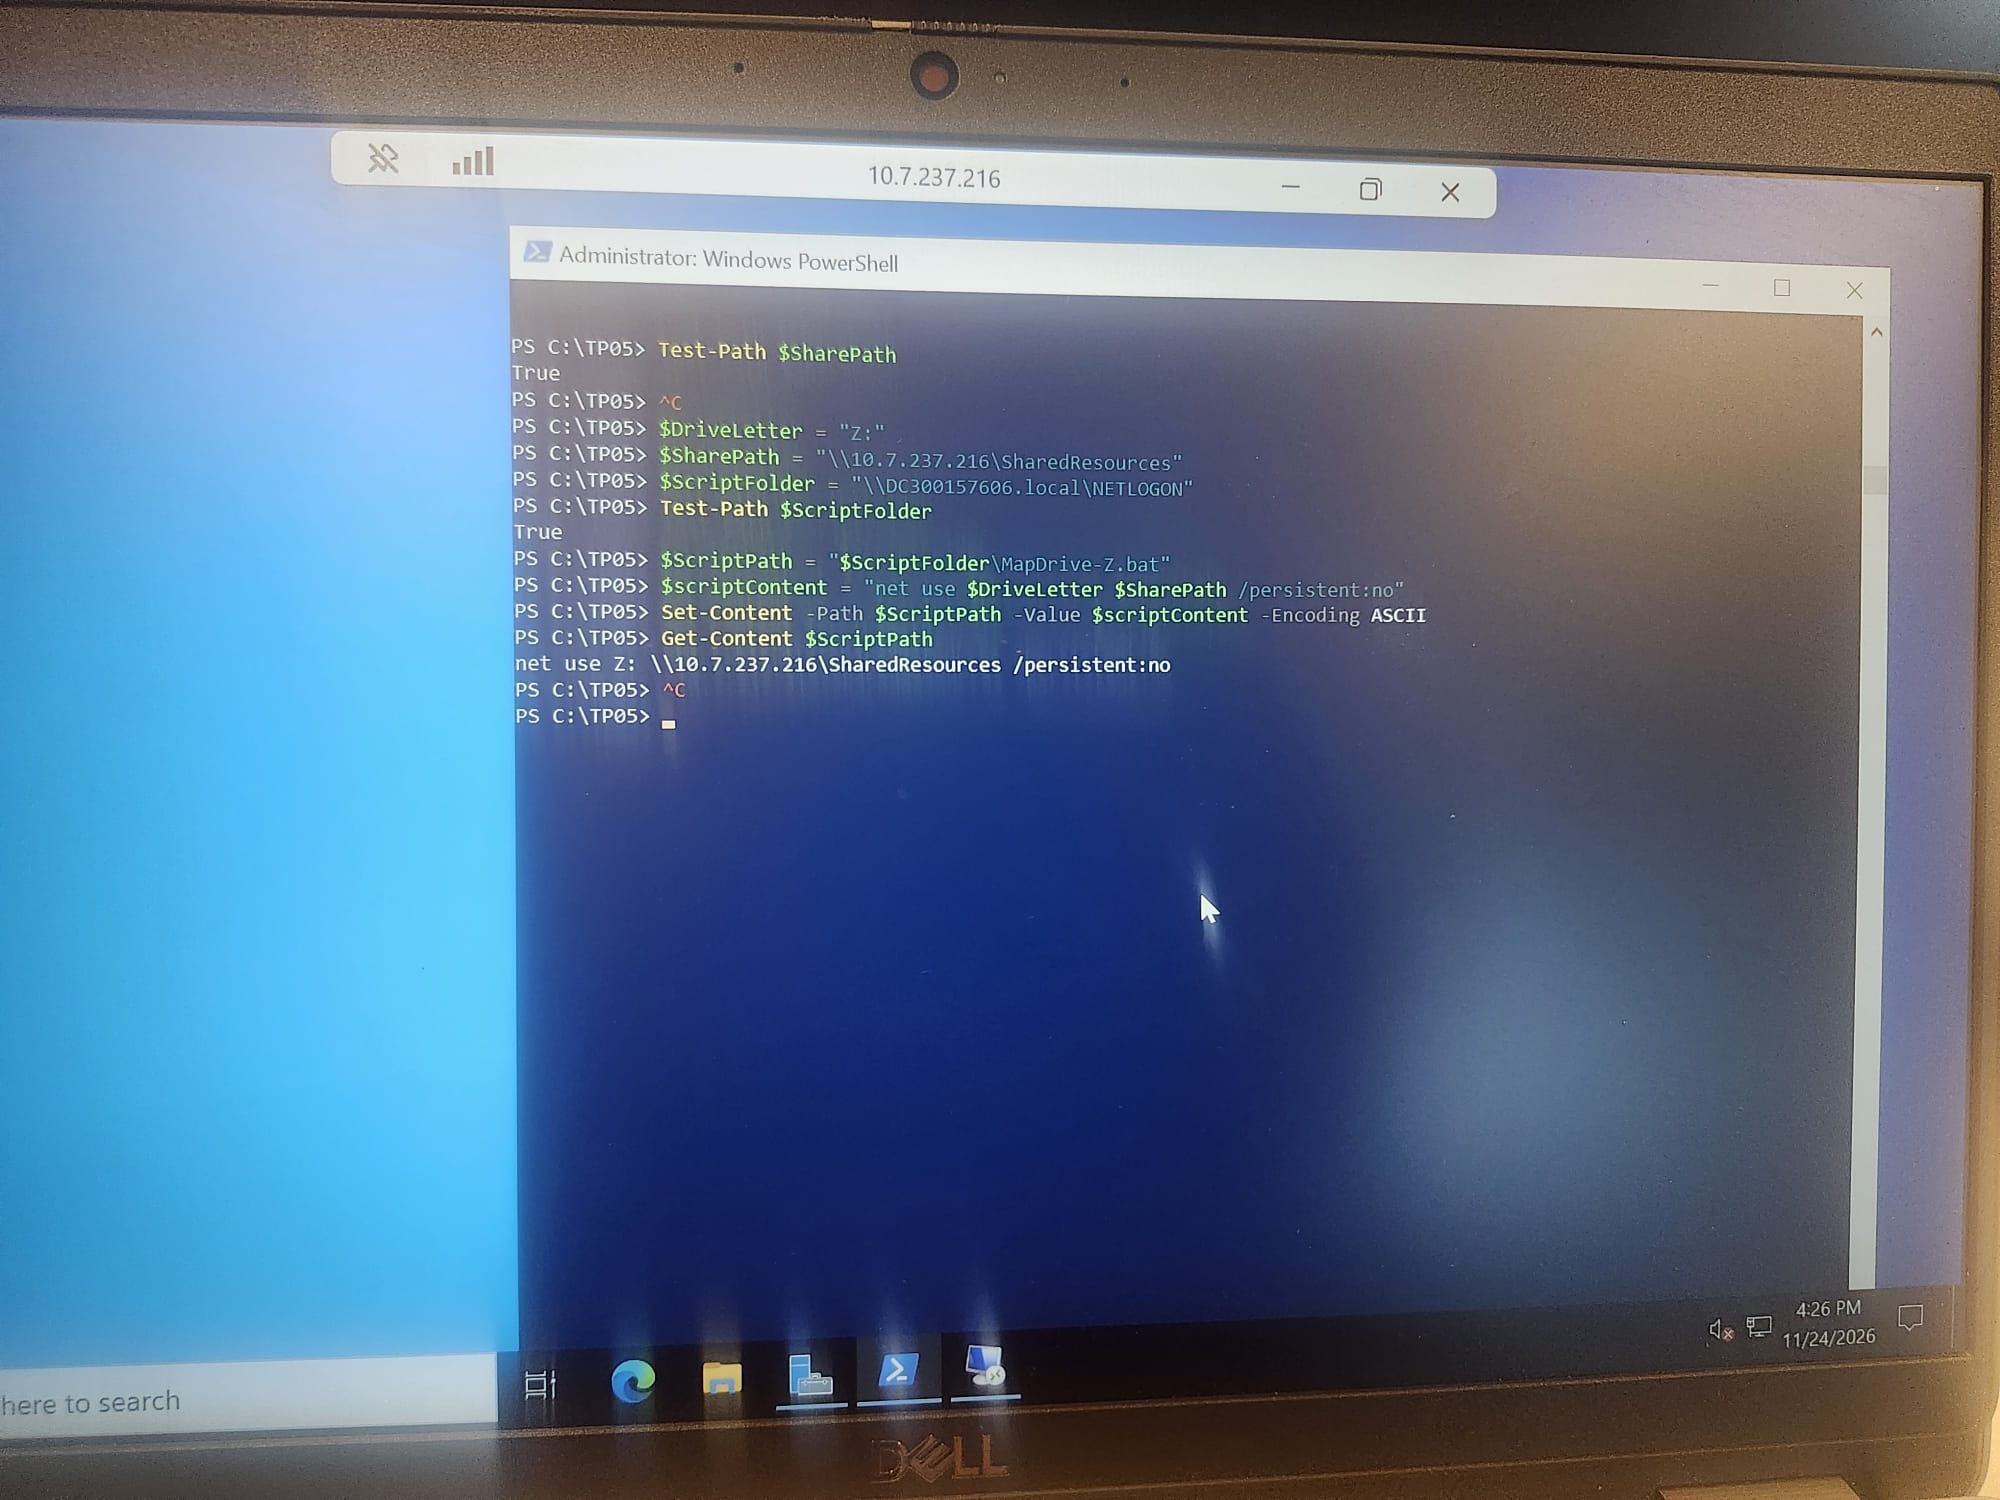 10.7.237.216
Administrator: Windows PowerShell
PS C:\TP05> Test-Path $SharePath
True
PS C:\TP05> ^C
PS C:\TP05> $DriveLetter = "Z:"
PS C:\TP05> $SharePath = "\\10.7.237.216\SharedResources"
PS C:\TP05> $ScriptFolder = "\\DC300157606.local\NETLOGON"
PS C:\TP05> Test-Path $ScriptFolder
True
PS C:\TP05> $ScriptPath = "$ScriptFolder\MapDrive-Z.bat"
PS C:\TP05> $scriptContent = "net use $DriveLetter $SharePath /persistent:no"
PS C:\TP05> Set-Content -Path $ScriptPath -Value $scriptContent -Encoding ASCII
PS C:\TP05> Get-Content $ScriptPath
net use Z: \\10.7.237.216\SharedResources /persistent:no
PS C:\TP05> ^C
PS C:\TP05>
4:26 PM
11/24/2026
here to search
DELL